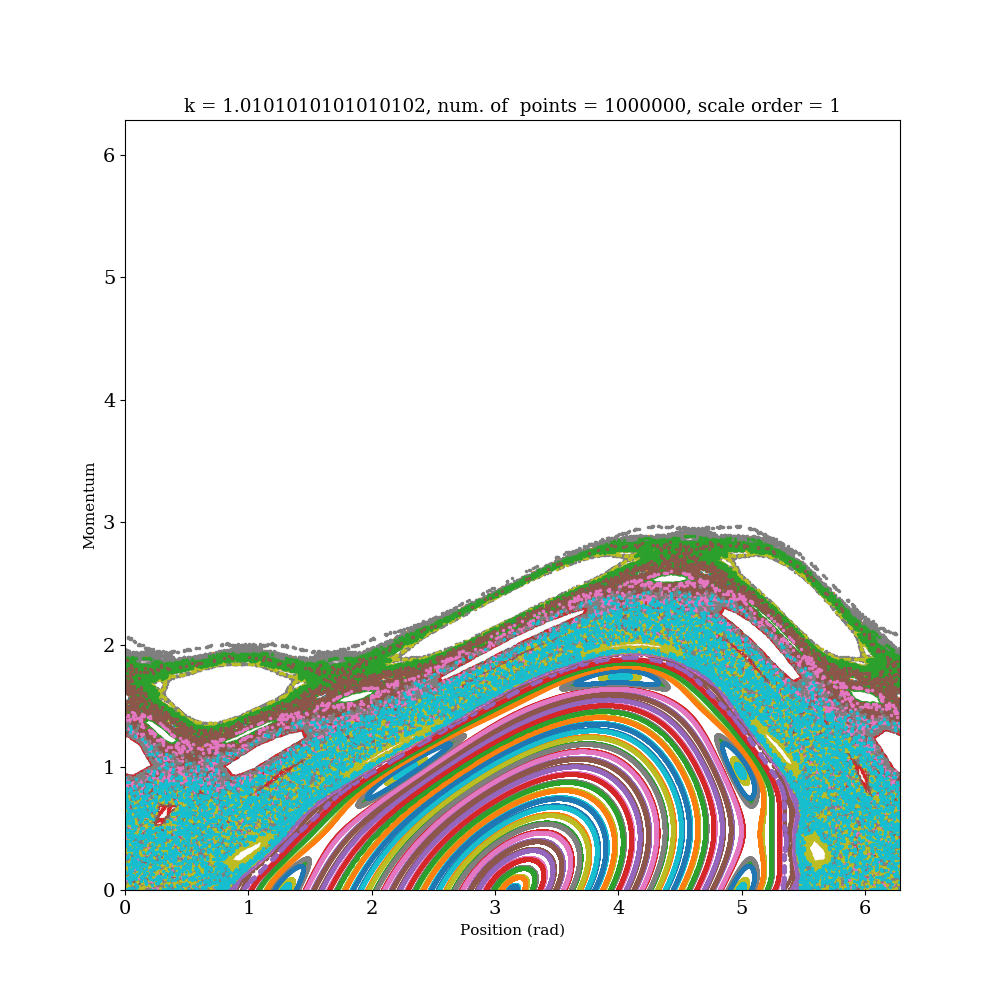 k = 1.0101010101010102, num. of  points = 1000000, scale order = 1
6
5
4
3
2
1
0
Momentum
0 1 2 3 4 5 6
Position (rad)